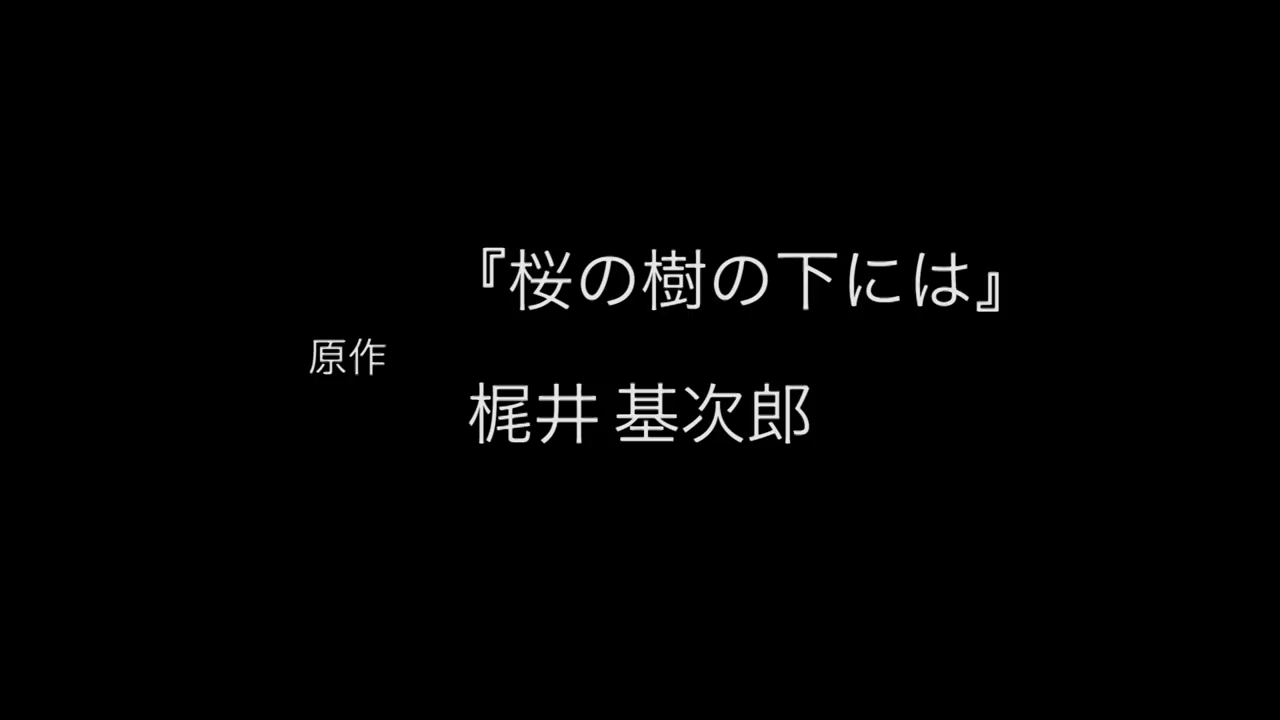 『桜の樹の下には』
原作
梶井 基次郎